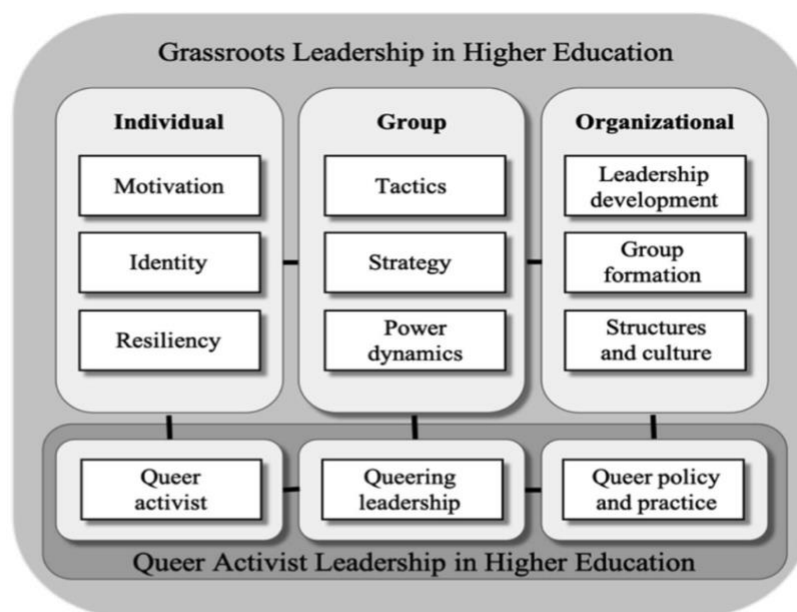 Grassroots Leadership in Higher Education
Individual
Motivation
Identity
Resiliency
Group
Tactics
Strategy
Power
dynamics
Organizational
Leadership
development
Group
formation
Structures
and culture
Queer
activist
Queering
leadership
Queer policy
and practice
Queer Activist Leadership in Higher Education